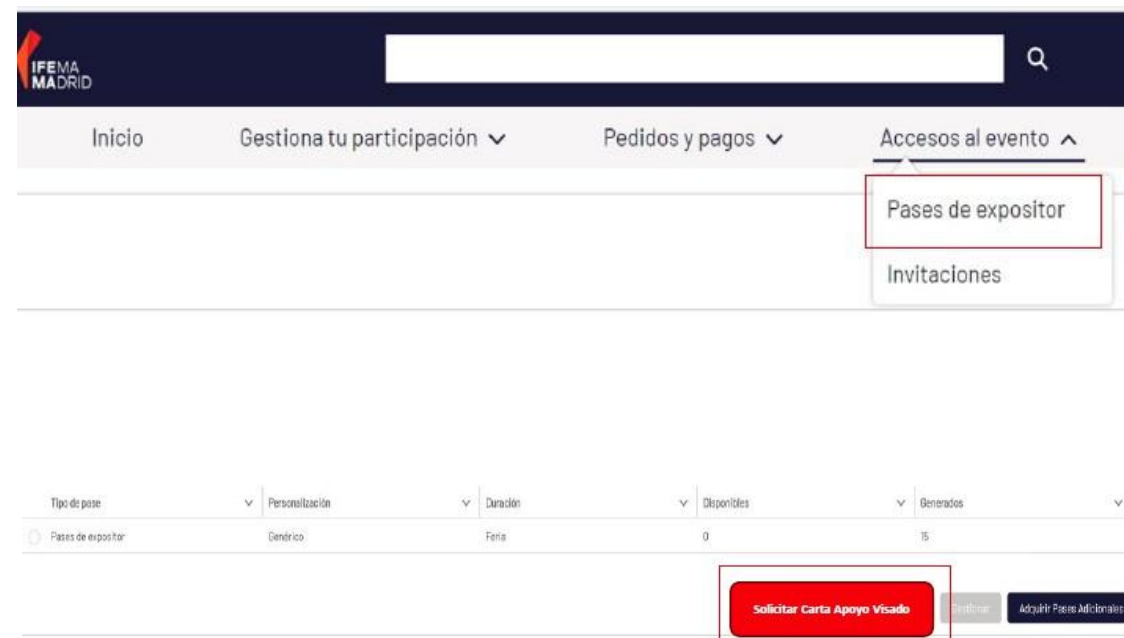 IFEMA
MADRID
Inicio Gestiona tu participación Pedidos y pagos Accesos al evento
Pases de expositor
Invitaciones
Tipo de pase Personalización Duración Disponibles Generados
Pases de expositor Genérico Feria 0 15
Solicitar Carta Apoyo Visado Gestionar Adquirir Pases Adicionales